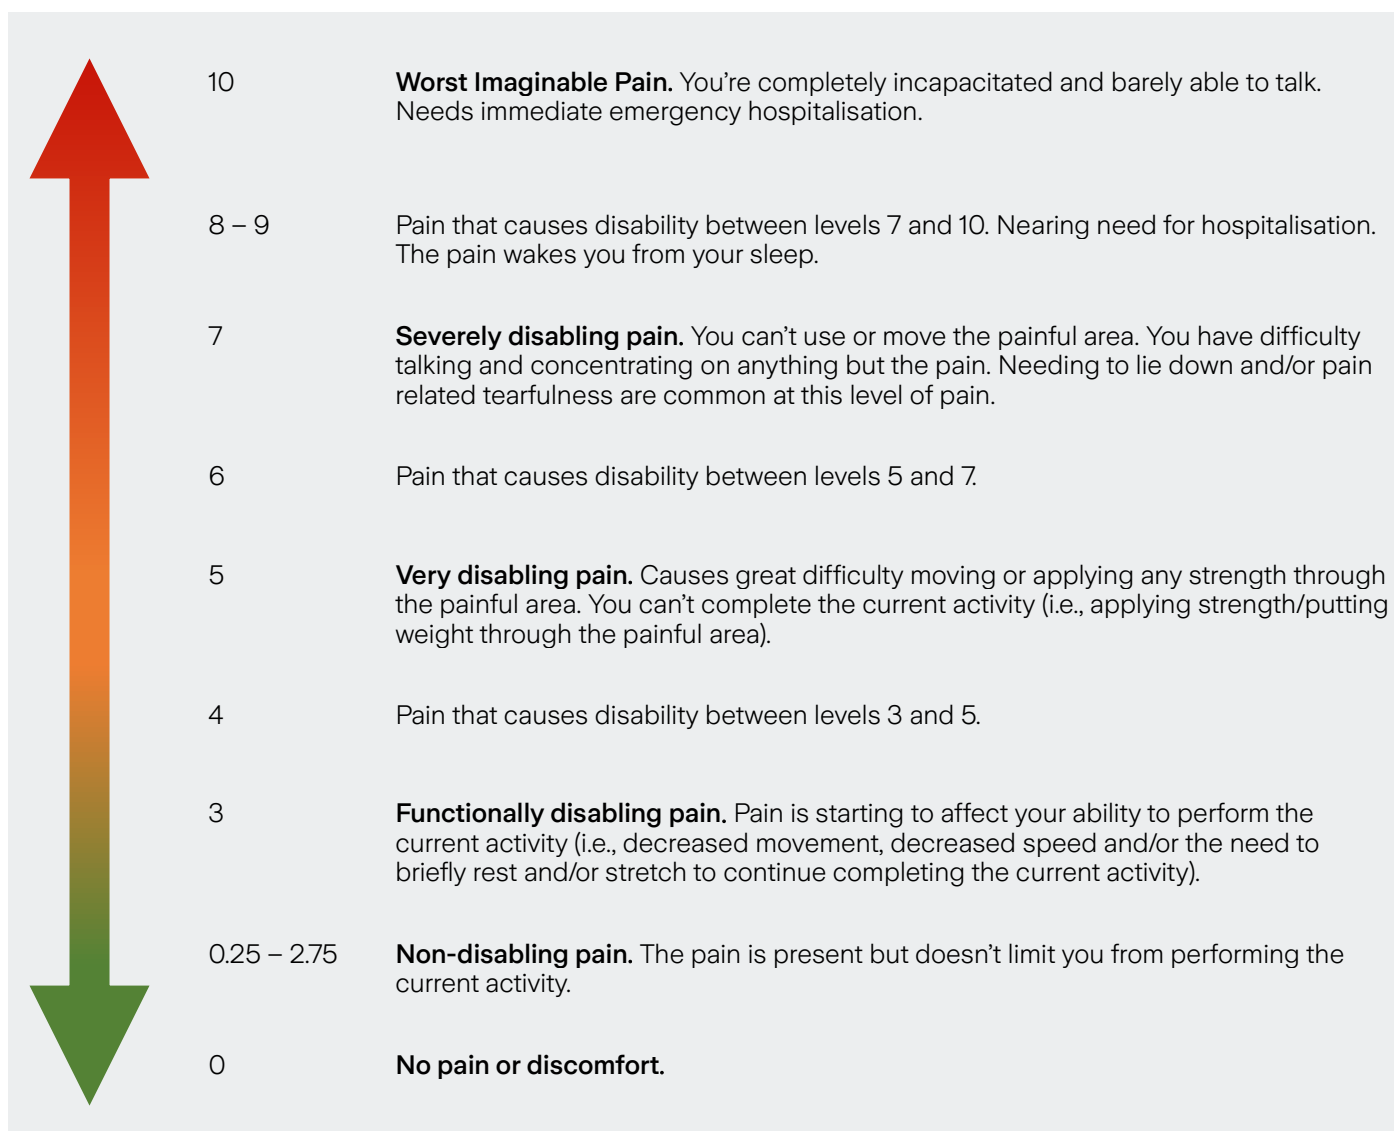 10 Worst Imaginable Pain. You’re completely incapacitated and barely able to talk.
Needs immediate emergency hospitalisation.
8 – 9 Pain that causes disability between levels 7 and 10. Nearing need for hospitalisation.
The pain wakes you from your sleep.
7 Severely disabling pain. You can’t use or move the painful area. You have difficulty
talking and concentrating on anything but the pain. Needing to lie down and/or pain
related tearfulness are common at this level of pain.
6 Pain that causes disability between levels 5 and 7.
5 Very disabling pain. Causes great difficulty moving or applying any strength through
the painful area. You can’t complete the current activity (i.e., applying strength/putting
weight through the painful area).
4 Pain that causes disability between levels 3 and 5.
3 Functionally disabling pain. Pain is starting to affect your ability to perform the
current activity (i.e., decreased movement, decreased speed and/or the need to
briefly rest and/or stretch to continue completing the current activity).
0.25 – 2.75 Non-disabling pain. The pain is present but doesn’t limit you from performing the
current activity.
0 No pain or discomfort.